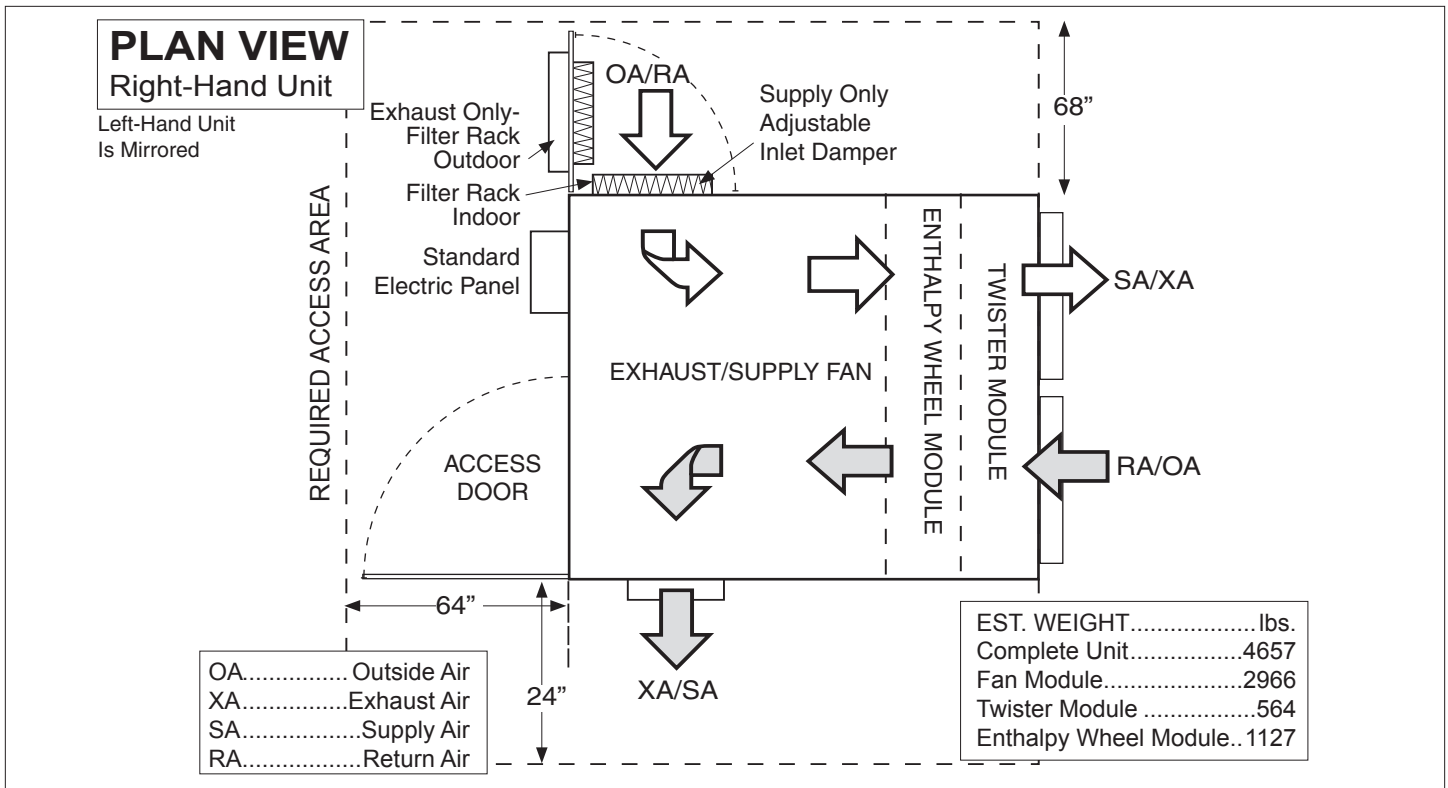 PLAN VIEW
Right-Hand Unit
Left-Hand Unit
Is Mirrored
Exhaust Only-
Filter Rack
Outdoor
Filter Rack
Indoor
OA/RA
Supply Only
Adjustable
Inlet Damper
68”
REQUIRED ACCESS AREA
Standard
Electric Panel
ENTHALPY WHEEL MODULE
TWISTER MODULE
SA/XA
EXHAUST/SUPPLY FAN
ACCESS
DOOR
RA/OA
64”
24”
XA/SA
OA................ Outside Air
XA................Exhaust Air
SA..................Supply Air
RA....................Return Air
EST. WEIGHT...................lbs.
Complete Unit.................4657
Fan Module.....................2966
Twister Module .................564
Enthalpy Wheel Module..1127